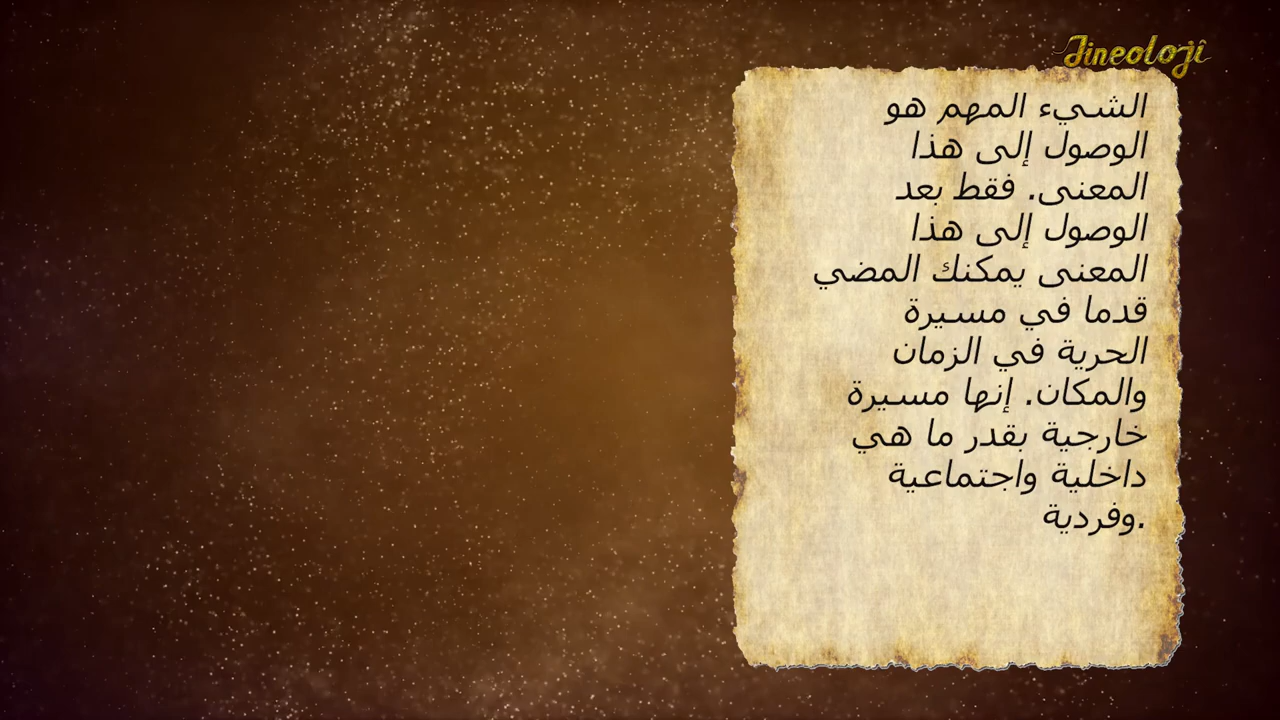 Jineolojî
الشيء المهم هو
الوصول إلى هذا
المعنى. فقط بعد
الوصول إلى هذا
المعنى يمكنك المضي
قدما في مسيرة
الحرية في الزمان
والمكان. إنها مسيرة
خارجية بقدر ما هي
داخلية واجتماعية
.وفردية